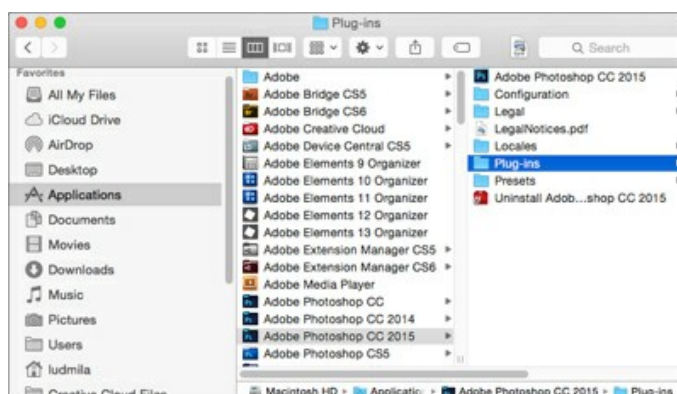 Plug-ins
Search
Favorites
All My Files
iCloud Drive
AirDrop
Desktop
Applications
Documents
Movies
Downloads
Music
Pictures
Users
ludmila
Creative Cloud Files
Adobe
Adobe Bridge CS5
Adobe Bridge CS6
Adobe Creative Cloud
Adobe Device Central CS5
Adobe Elements 9 Organizer
Adobe Elements 10 Organizer
Adobe Elements 11 Organizer
Adobe Elements 12 Organizer
Adobe Elements 13 Organizer
Adobe Extension Manager CS5
Adobe Extension Manager CS6
Adobe Media Player
Adobe Photoshop CC
Adobe Photoshop CC 2014
Adobe Photoshop CC 2015
Adobe Photoshop CS5
Adobe Photoshop CC 2015
Configuration
Legal
LegalNotices.pdf
Locales
Plug-ins
Presets
Uninstall Adob...shop CC 2015
Macintosh HD ▸ Applicatic ▸ Adobe Photoshop CC 2015 ▸ Plug-ins